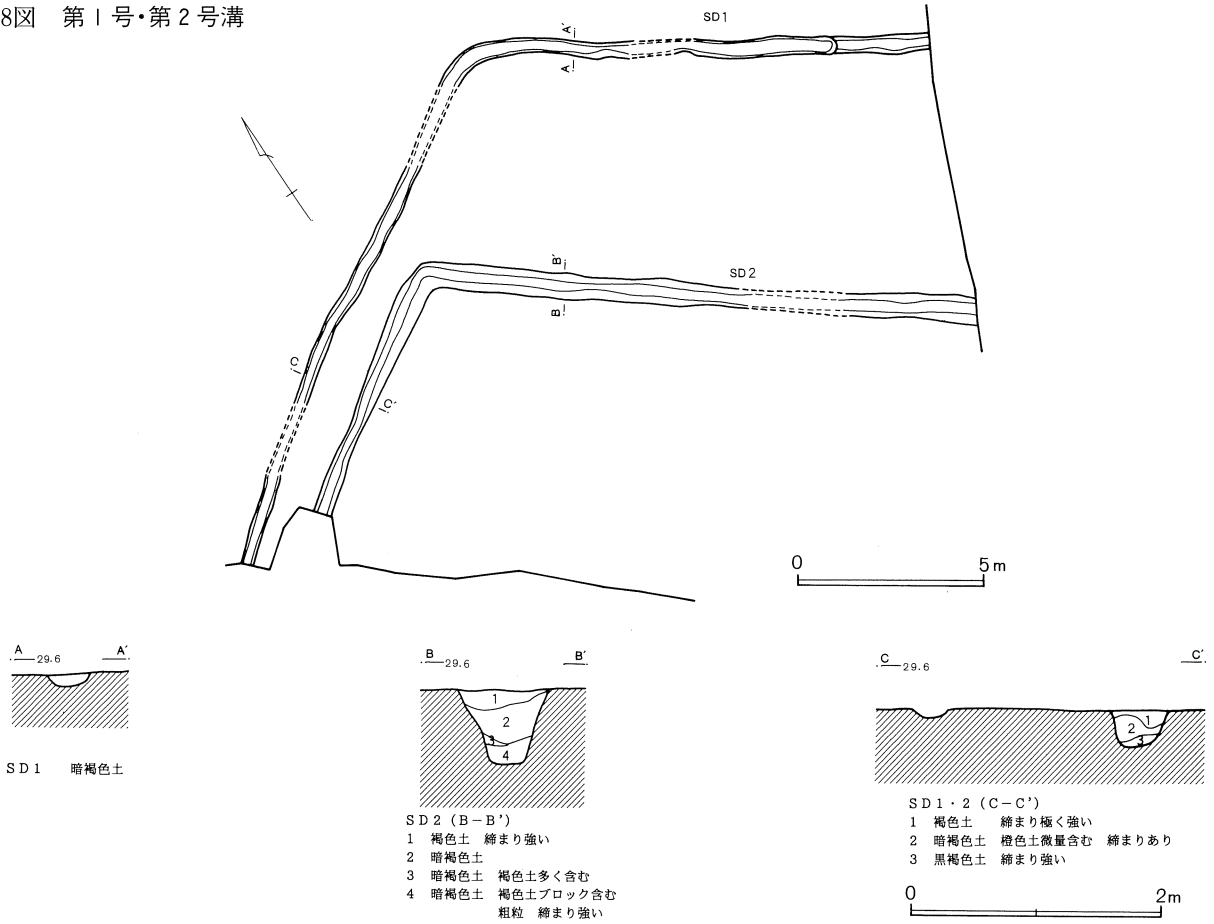 8図 第1号・第2号溝
SD1
A'
A
B'
SD2
B
C
C'
0 5m
A 29.6 A'
B 29.6 B'
C 29.6 C'
1
2
3
4
1
2
3
SD1 暗褐色土
SD2 (B-B')
1 褐色土 締まり強い
2 暗褐色土
3 暗褐色土 褐色土多く含む
4 暗褐色土 褐色土ブロック含む
粗粒 締まり強い
SD1・2 (C-C')
1 褐色土 締まり極く強い
2 暗褐色土 橙色土微量含む 締まりあり
3 黒褐色土 締まり強い
0 2m